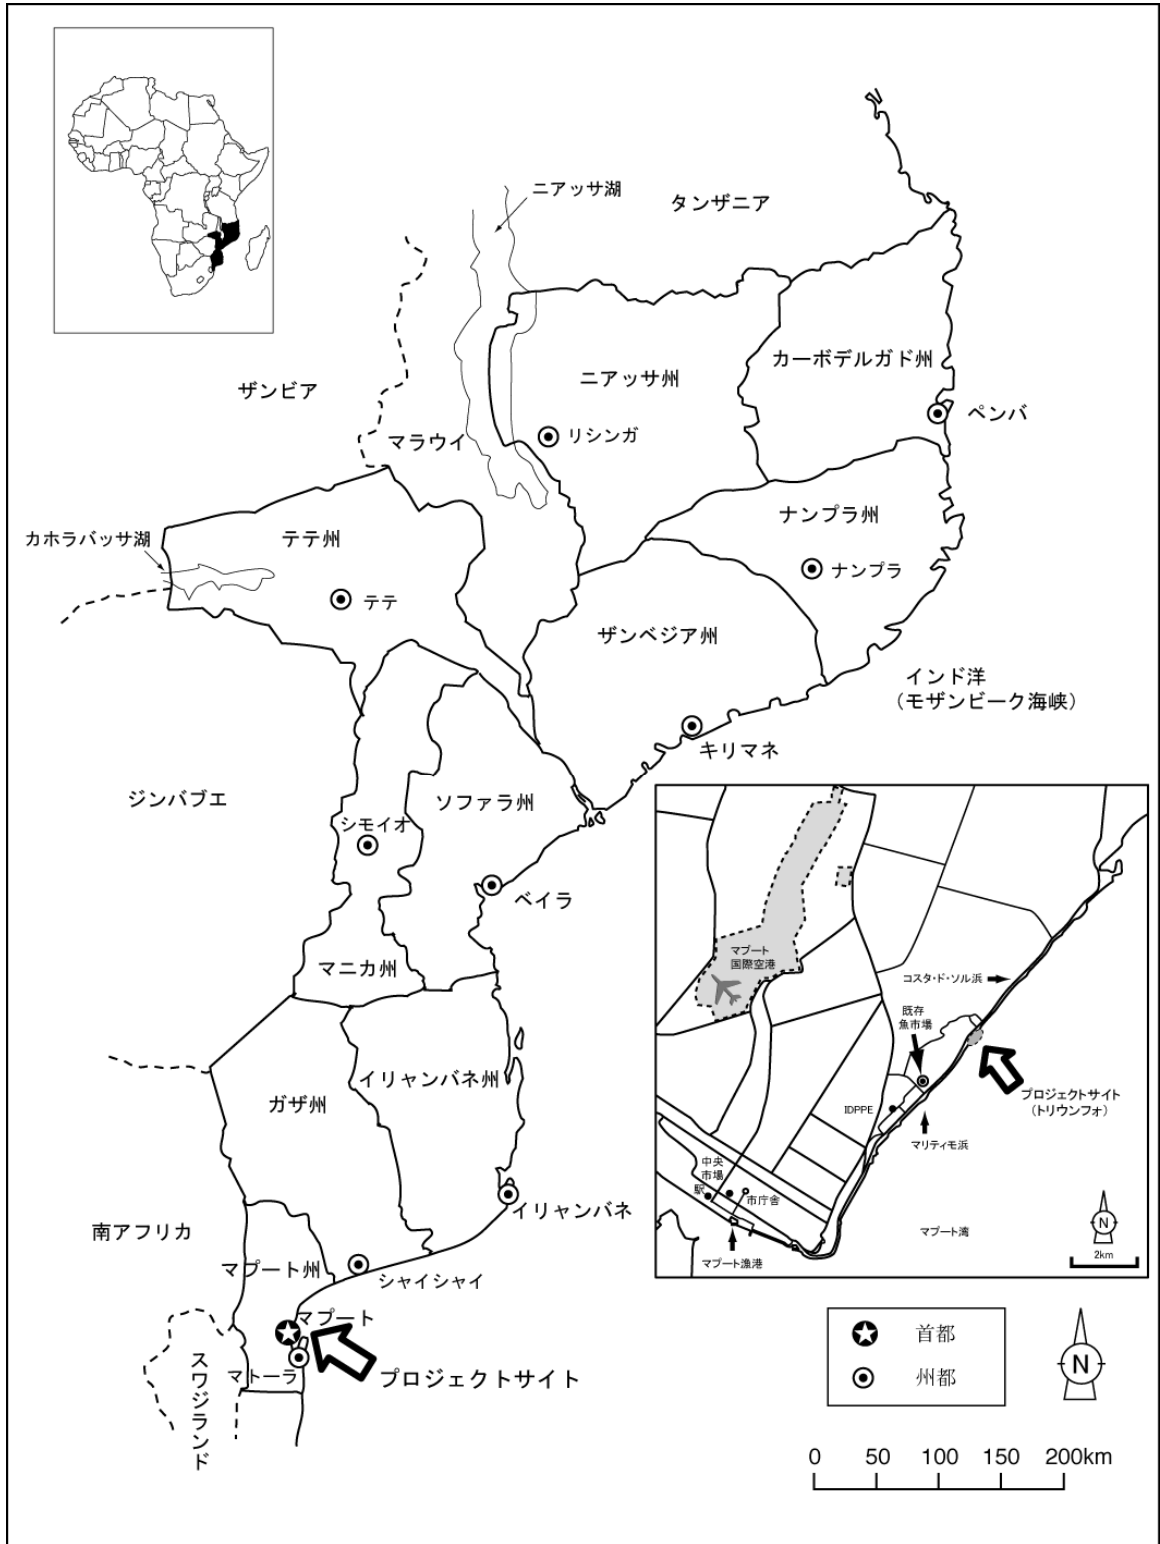 ニアッサ湖
タンザニア
カーボデルガド州
ニアッサ州
ザンビア
ペンバ
マラウイ
リシンガ
ナンプラ州
カホラバッサ湖
テテ州
ナンプラ
テテ
ザンベジア州
インド洋
（モザンビーク海峡）
キリマネ
ジンバブエ
ソファラ州
シモイオ
ベイラ
マニカ州
イリャンバネ州
ガザ州
イリャンバネ
南アフリカ
マプート州
シャイシャイ
マプート
マトーラ
プロジェクトサイト
スワジランド
マプート
国際空港
コスタ・ド・ソル浜
既存
魚市場
プロジェクトサイト
（トリウンフォ）
IDPPE
マリティモ浜
中央
市場
駅
市庁舎
マプート湾
マプート漁港
N
2km
首都
州都
N
0 50 100 150 200km